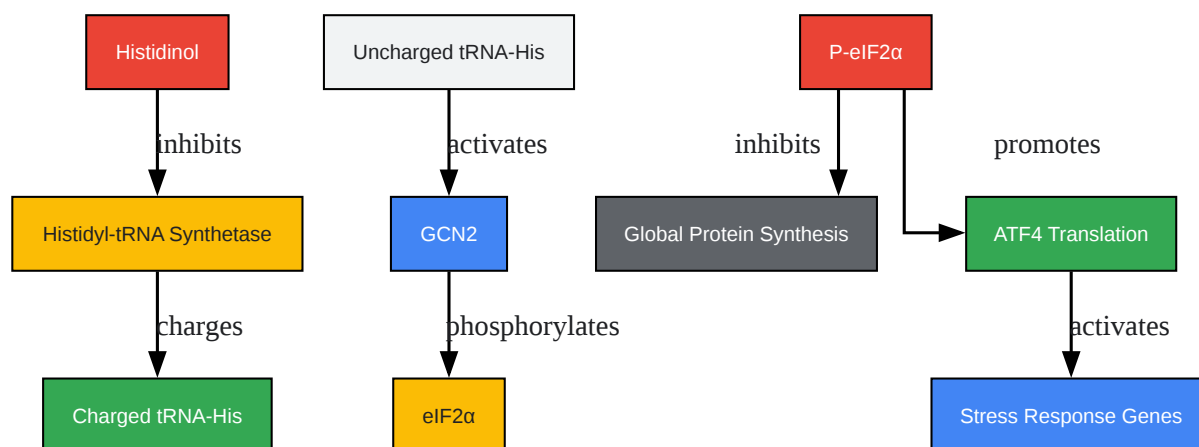 Histidinol
Uncharged tRNA-His
P-eIF2α
inhibits
activates
inhibits
promotes
Histidyl-tRNA Synthetase
GCN2
Global Protein Synthesis
ATF4 Translation
charges
phosphorylates
activates
Charged tRNA-His
eIF2α
Stress Response Genes